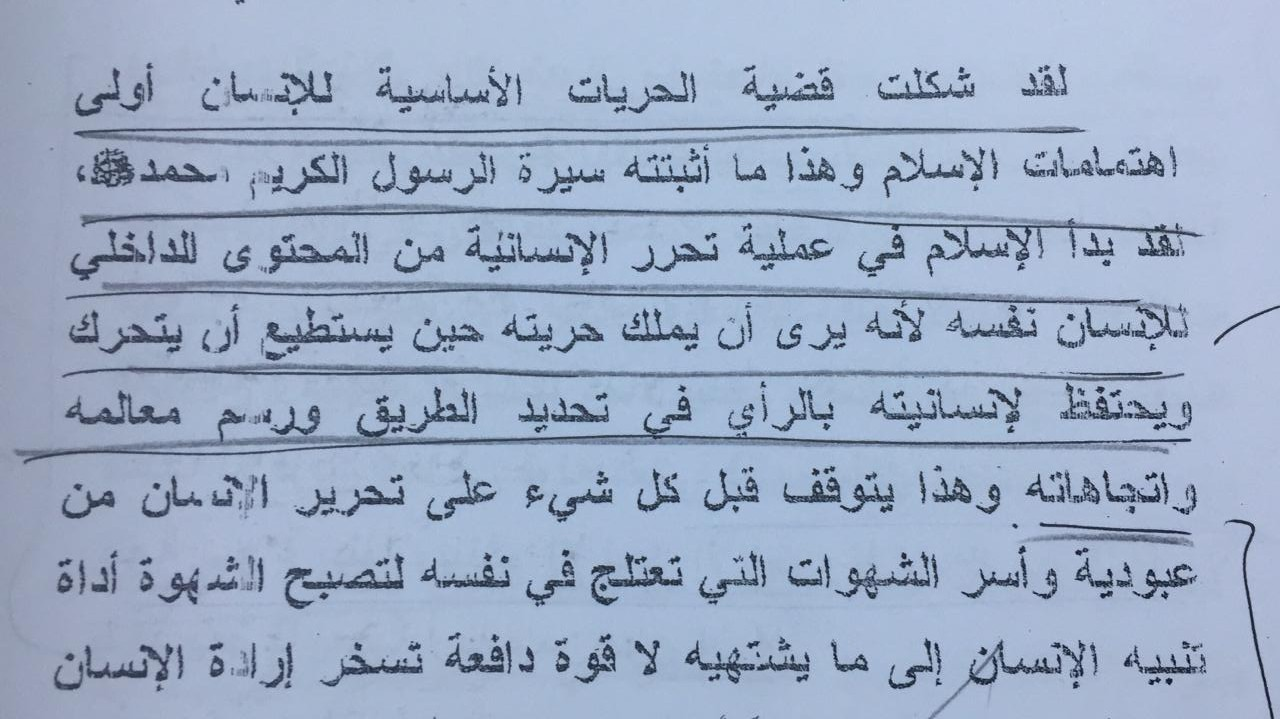 لقد شكلت قضية الحريات الأساسية للإنسان أولى
اهتمامات الإسلام وهذا ما أثبتته سيرة الرسول الكريم محمد ﷺ،
لقد بدأ الإسلام في عملية تحرر الإنسانية من المحتوى الداخلي
للإنسان نفسه لأنه يرى أن يملك حريته حين يستطيع أن يتحرك
ويحتفظ لإنسانيته بالرأي في تحديد الطريق ورسم معالمه
واتجاهاته وهذا يتوقف قبل كل شيء على تحرير الإنسان من
عبودية وأسر الشهوات التي تعتلج في نفسه لتصبح الشهوة أداة
تنبيه الإنسان إلى ما يشتهيه لا قوة دافعة تسخر إرادة الإنسان